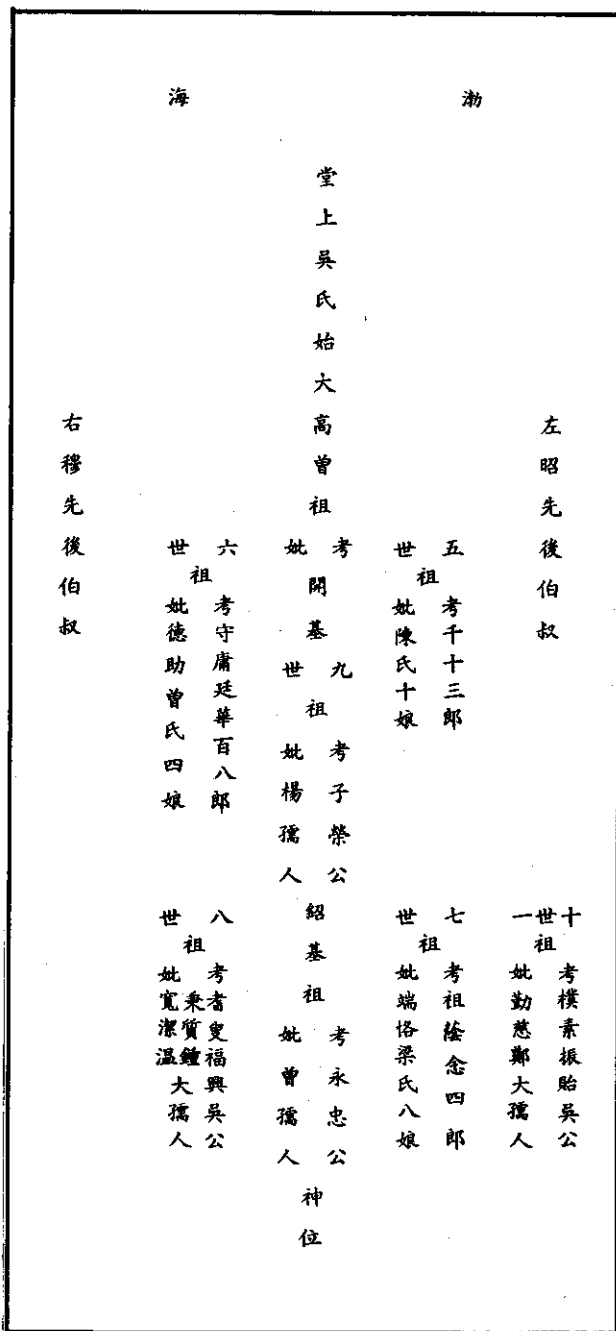 渤海
堂上吳氏始大高曾祖
考妣
開基
九世祖
考子榮公
妣楊孺人
紹基祖
考永忠公
妣曾孺人
神位
左昭先後伯叔
五世祖
考千十三郎
妣陳氏十娘
六世祖
考守庸廷華百八郎
妣德助曾氏四娘
右穆先後伯叔
十一世祖
考樸素振貽吳公
妣勤慈鄭大孺人
七世祖
考祖蔭念四郎
妣端恪梁氏八娘
八世祖
考耆叟福興吳公
妣寬潔溫秉質鍾大孺人